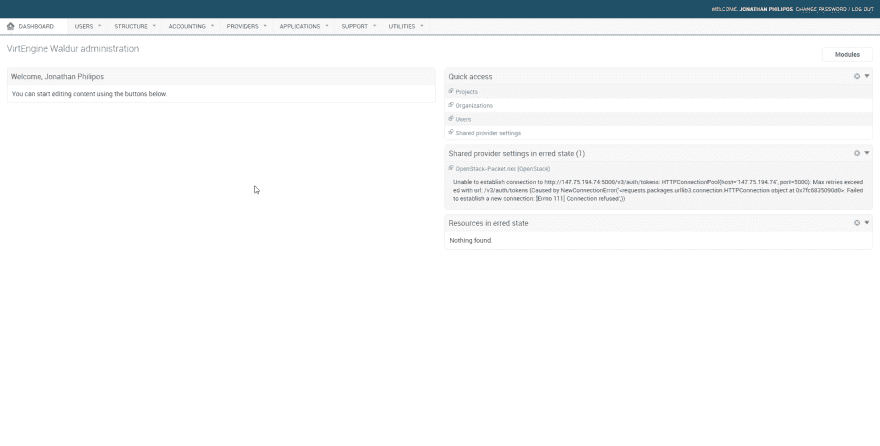 WELCOME, JONATHAN PHILIPOS CHANGE PASSWORD / LOG OUT
DASHBOARD USERS STRUCTURE ACCOUNTING PROVIDERS APPLICATIONS SUPPORT UTILITIES
VirtEngine Waldur administration
Modules
Welcome, Jonathan Philipos
You can start editing content using the buttons below.
Quick access
Projects
Organizations
Users
Shared provider settings
Shared provider settings in erred state (1)
OpenStack-Packet.net (OpenStack)
Unable to establish connection to http://147.75.194.74:5000/v3/auth/tokens: HTTPConnectionPool(host='147.75.194.74', port=5000): Max retries exceed
ed with url: /v3/auth/tokens (Caused by NewConnectionError('<requests.packages.urllib3.connection.HTTPConnection object at 0x7fc6835090d0>: Failed
to establish a new connection: [Errno 111] Connection refused',))
Resources in erred state
Nothing found.